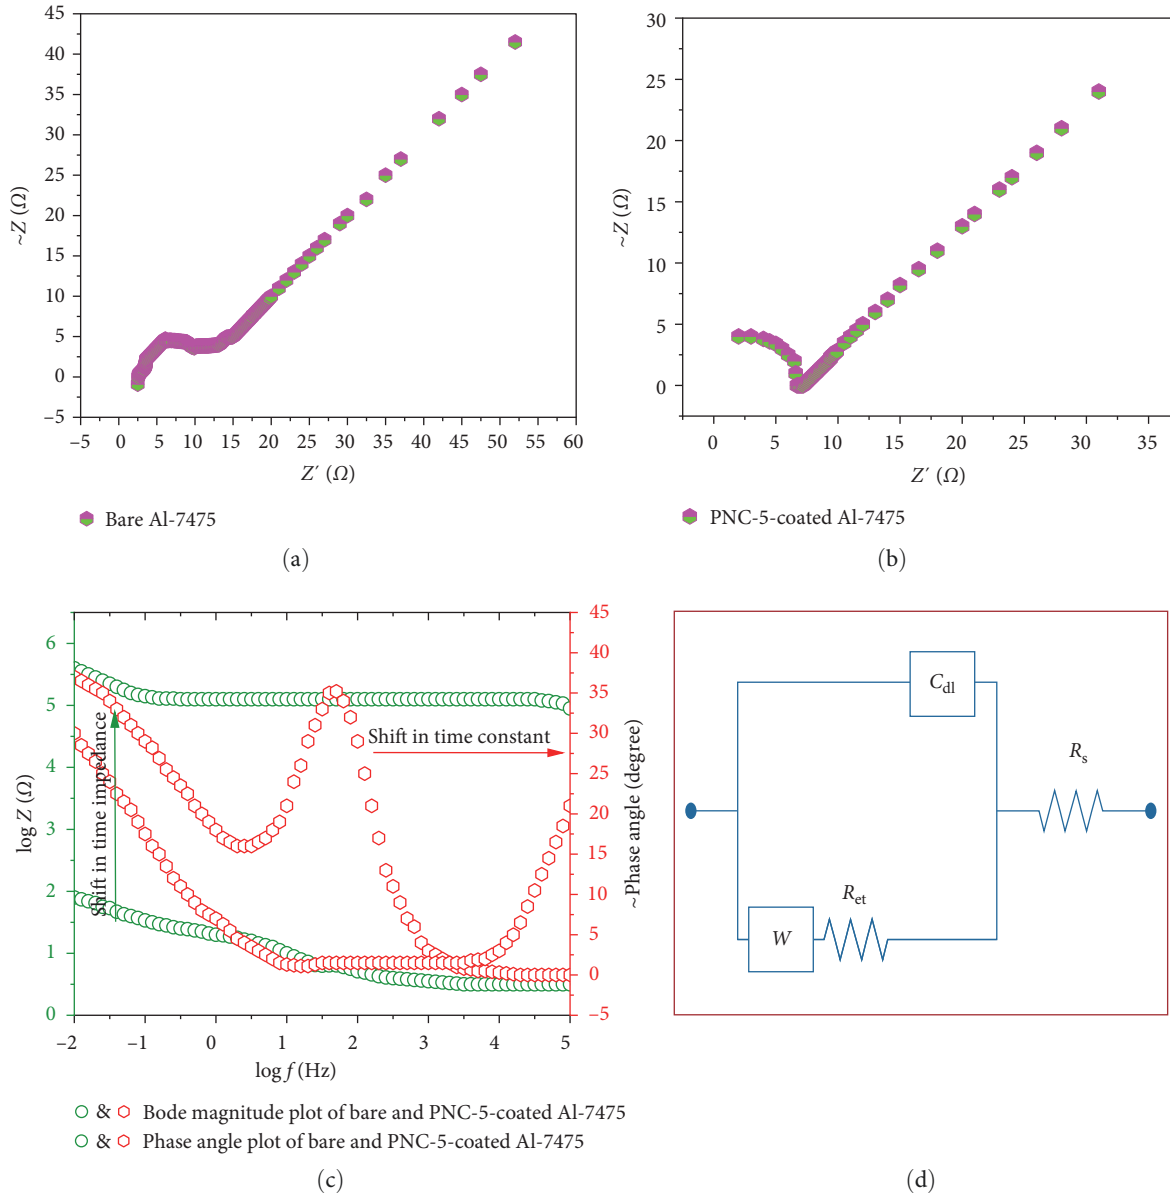 45
40
35
30
25
20
15
10
5
0
−5
~Z (Ω)
−5 0 5 10 15 20 25 30 35 40 45 50 55 60
Z′ (Ω)
Bare Al-7475
(a)
30
25
20
15
10
5
0
~Z (Ω)
0 5 10 15 20 25 30 35
Z′ (Ω)
PNC-5-coated Al-7475
(b)
6
5
4
3
2
1
0
log Z (Ω)
Shift in time impedance
Shift in time constant
45
40
35
30
25
20
15
10
5
0
−5
~Phase angle (degree)
−2 −1 0 1 2 3 4 5
log f (Hz)
& Bode magnitude plot of bare and PNC-5-coated Al-7475
& Phase angle plot of bare and PNC-5-coated Al-7475
(c)
Cdl
Rs
Ret
W
(d)